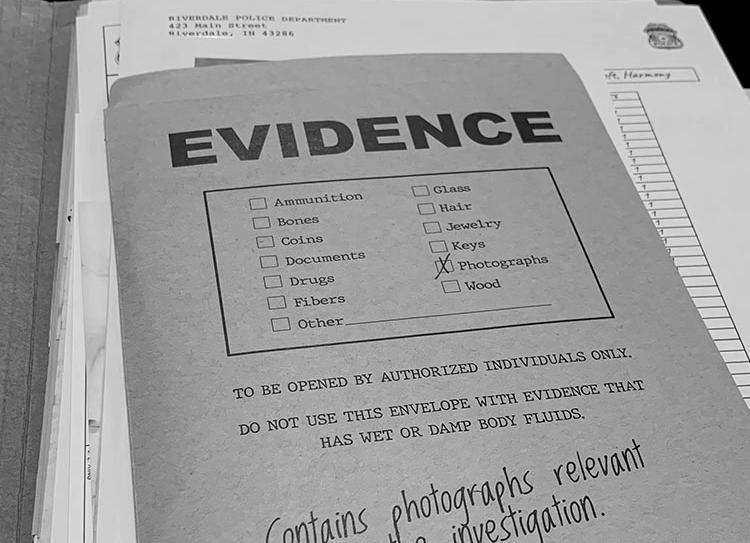 RIVERDALE POLICE DEPARTMENT
423 Main Street
Riverdale, IN 43286
POLICE
Harmony
EVIDENCE
Ammunition
Bones
Coins
Documents
Drugs
Fibers
Other
Glass
Hair
Jewelry
Keys
X Photographs
Wood
TO BE OPENED BY AUTHORIZED INDIVIDUALS ONLY.
DO NOT USE THIS ENVELOPE WITH EVIDENCE THAT
HAS WET OR DAMP BODY FLUIDS.
Contains photographs relevant
investigation.